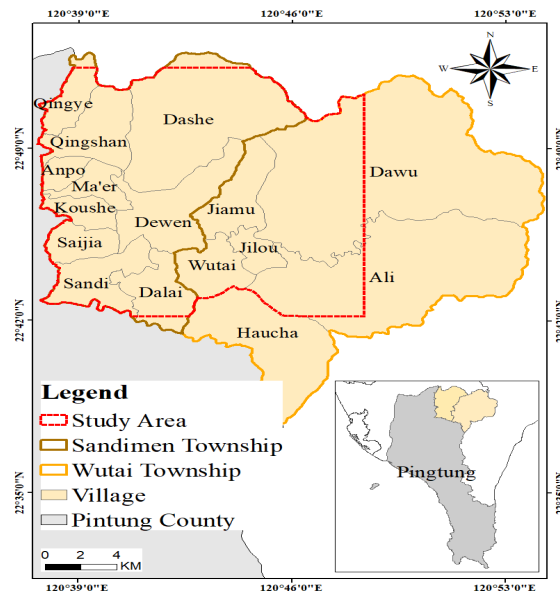 120°39'0"E 120°46'0"E 120°53'0"E
N
W E
S
Qingye
Dashe
22°49'0"N 22°49'0"N
Qingshan
Anpo
Dawu
Ma'er
Koushe
Jiamu
Dewen
Saijia
Jilou
Wutai
Sandi
Ali
Dalai
22°42'0"N 22°42'0"N
Haucha
Legend
Study Area
Sandimen Township
Wutai Township
Village
Pintung County
Pingtung
22°35'0"N 22°35'0"N
0 2 4
KM
120°39'0"E 120°46'0"E 120°53'0"E